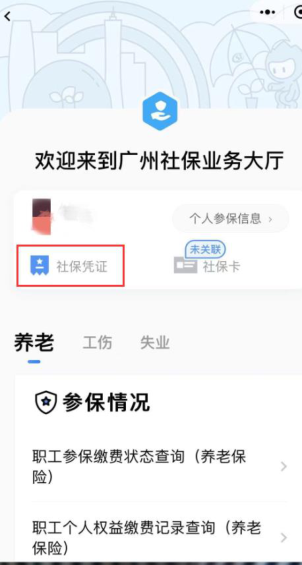 欢迎来到广州社保业务大厅
个人参保信息 >
未关联
社保凭证
社保卡
养老
工伤
失业
参保情况
职工参保缴费状态查询（养老保
险）
职工个人权益缴费记录查询（养老
保险）